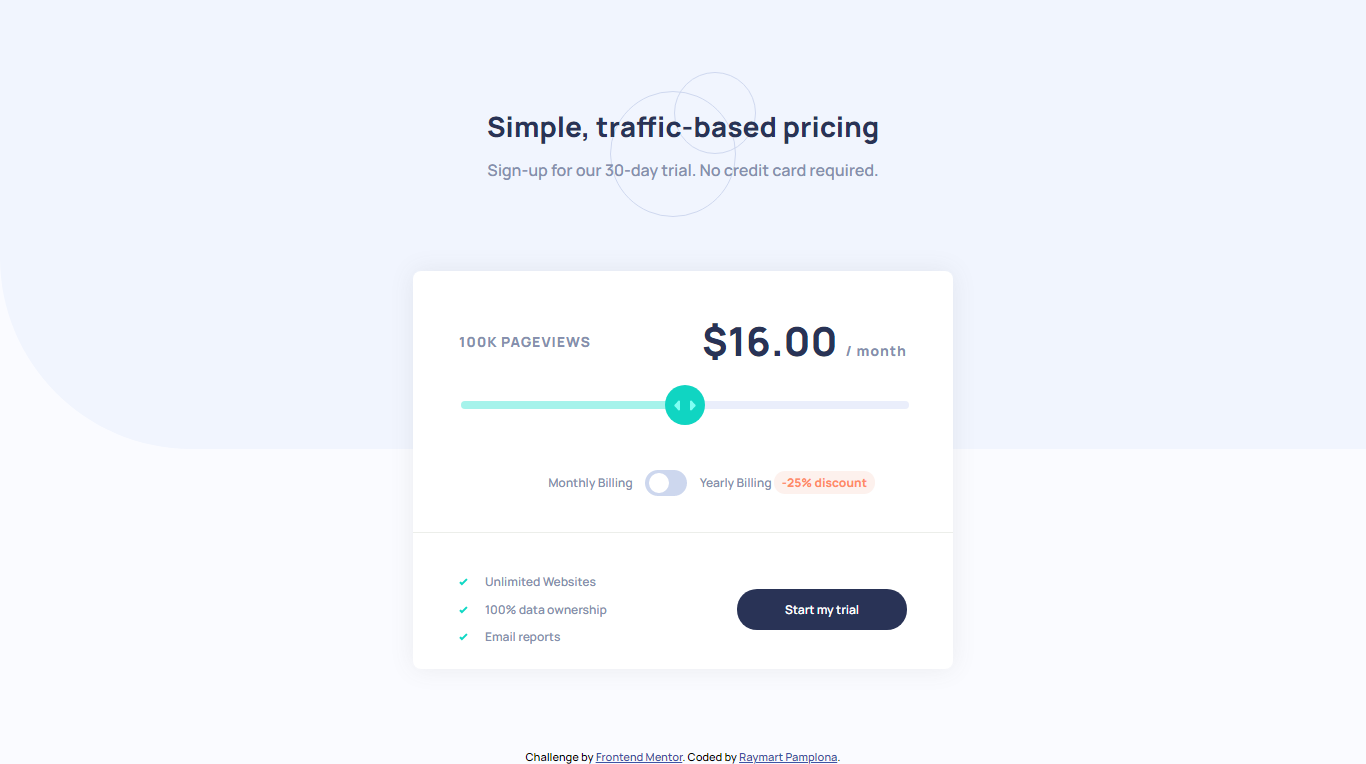 Simple, traffic-based pricing
Sign-up for our 30-day trial. No credit card required.
100K PAGEVIEWS
$16.00 / month
Monthly Billing Yearly Billing -25% discount
Unlimited Websites
100% data ownership
Email reports
Start my trial
Challenge by Frontend Mentor. Coded by Raymart Pamplona.